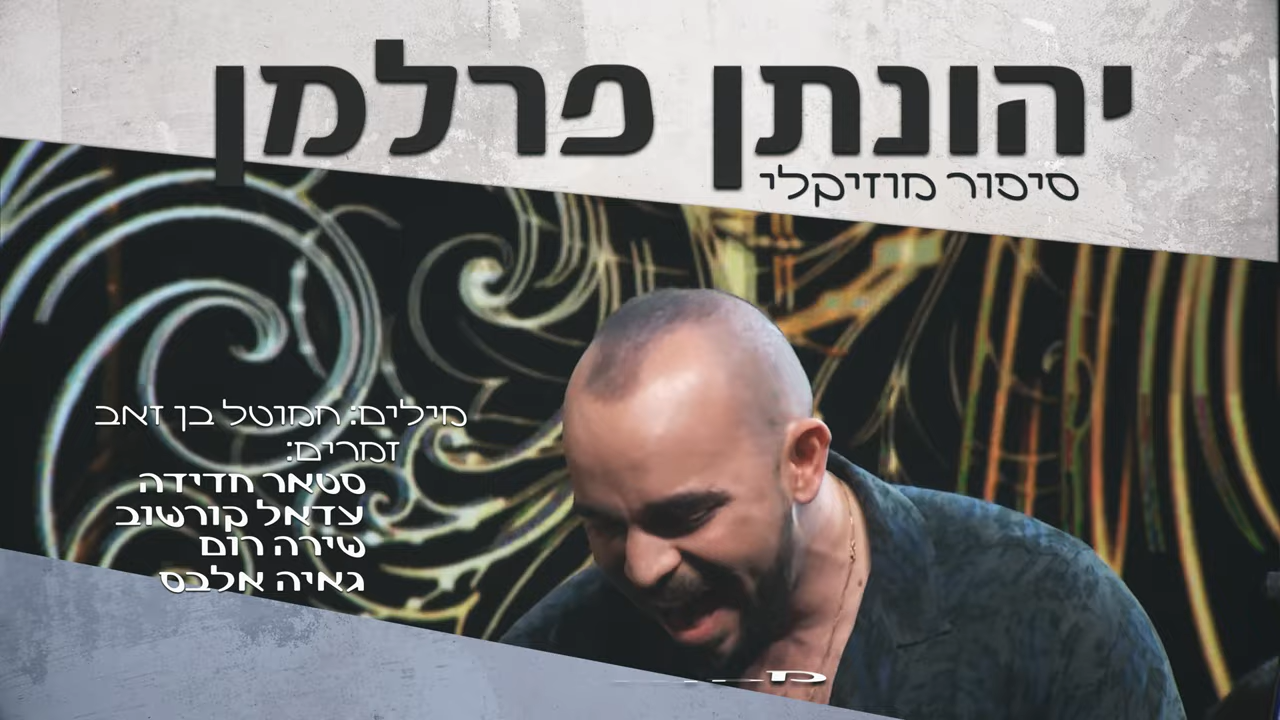 יהונתן פרלמן
סיפור מוזיקלי
מילים: חמוטל בן זאב
זמרים:
סטאר חדידה
עדאל קורשוב
שירה רום
גאיה אלבס